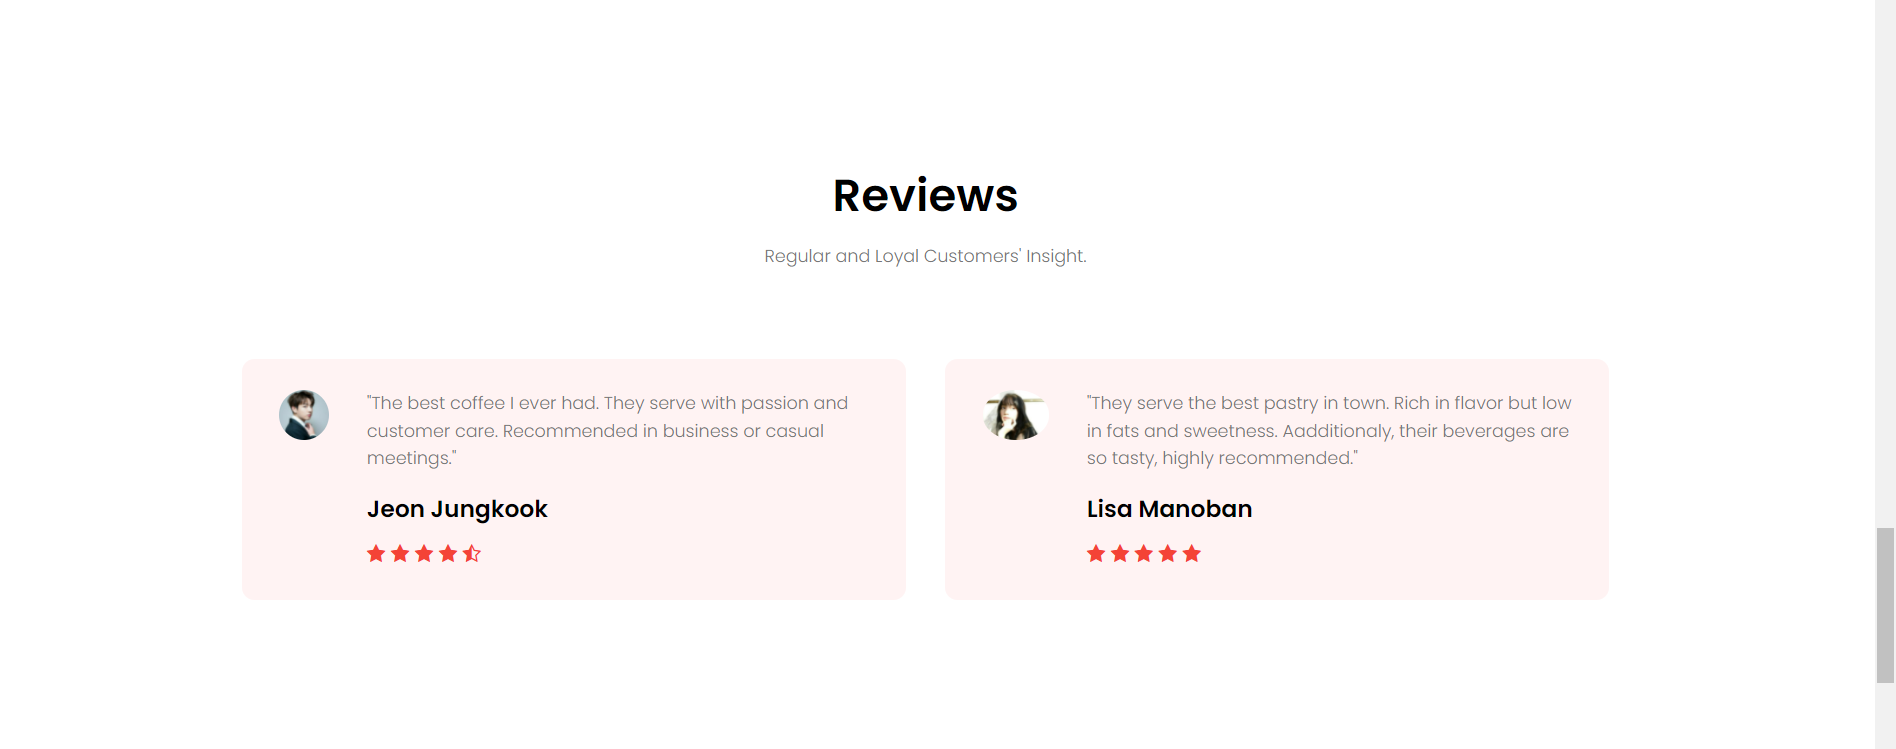 Reviews
Regular and Loyal Customers' Insight.
"The best coffee I ever had. They serve with passion and
customer care. Recommended in business or casual
meetings."
Jeon Jungkook
"They serve the best pastry in town. Rich in flavor but low
in fats and sweetness. Aadditionaly, their beverages are
so tasty, highly recommended."
Lisa Manoban